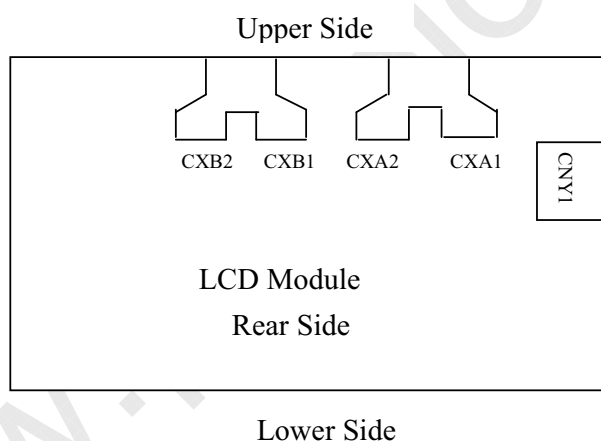 Upper Side
CXB2 CXB1 CXA2 CXA1
CNY1
LCD Module
Rear Side
Lower Side